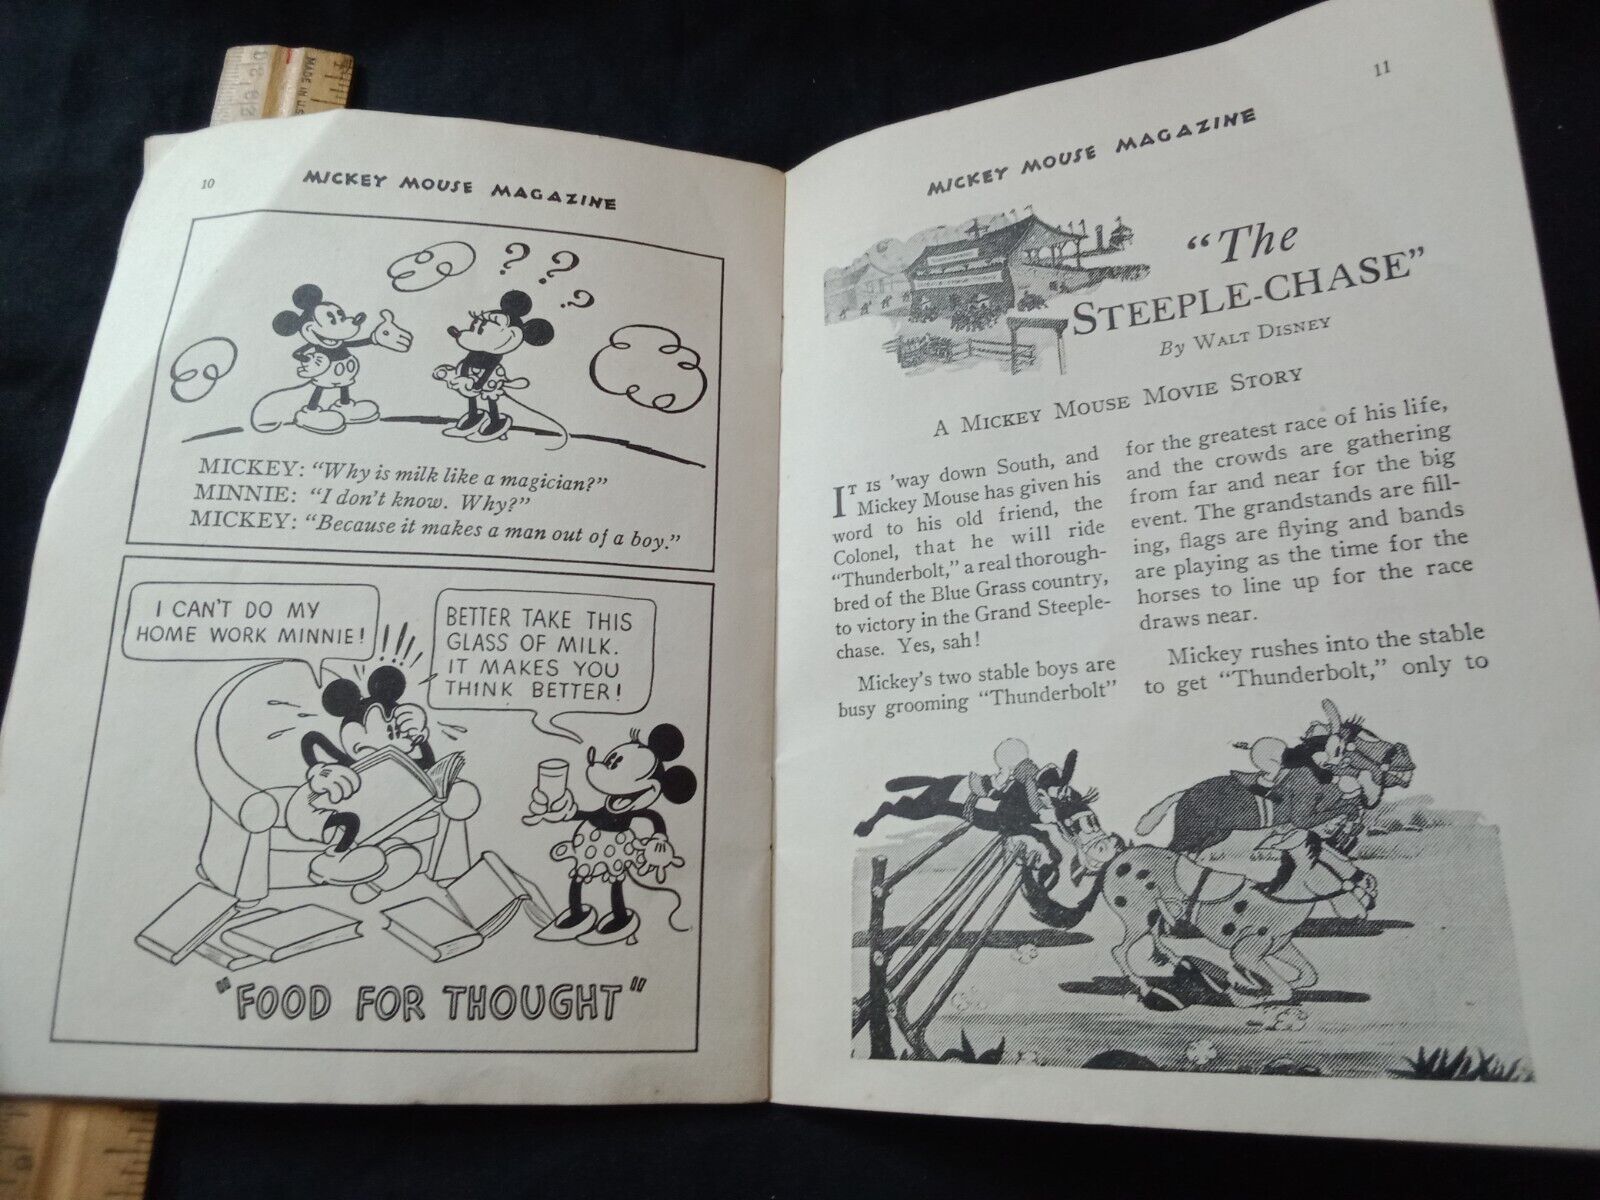 10
MICKEY MOUSE MAGAZINE
? ? ?
MICKEY: "Why is milk like a magician?"
MINNIE: "I don't know. Why?"
MICKEY: "Because it makes a man out of a boy."
I CAN'T DO MY
HOME WORK MINNIE!
!!!!
BETTER TAKE THIS
GLASS OF MILK.
IT MAKES YOU
THINK BETTER!
"FOOD FOR THOUGHT"
11
MICKEY MOUSE MAGAZINE
"The
STEEPLE-CHASE"
By WALT DISNEY
A MICKEY MOUSE MOVIE STORY
IT IS 'way down South, and
Mickey Mouse has given his
word to his old friend, the
Colonel, that he will ride
"Thunderbolt," a real thorough-
bred of the Blue Grass country,
to victory in the Grand Steeple-
chase. Yes, sah!
Mickey's two stable boys are
busy grooming "Thunderbolt"
for the greatest race of his life,
and the crowds are gathering
from far and near for the big
event. The grandstands are fill-
ing, flags are flying and bands
are playing as the time for the
horses to line up for the race
draws near.
Mickey rushes into the stable
to get "Thunderbolt," only to
MADE IN U.S